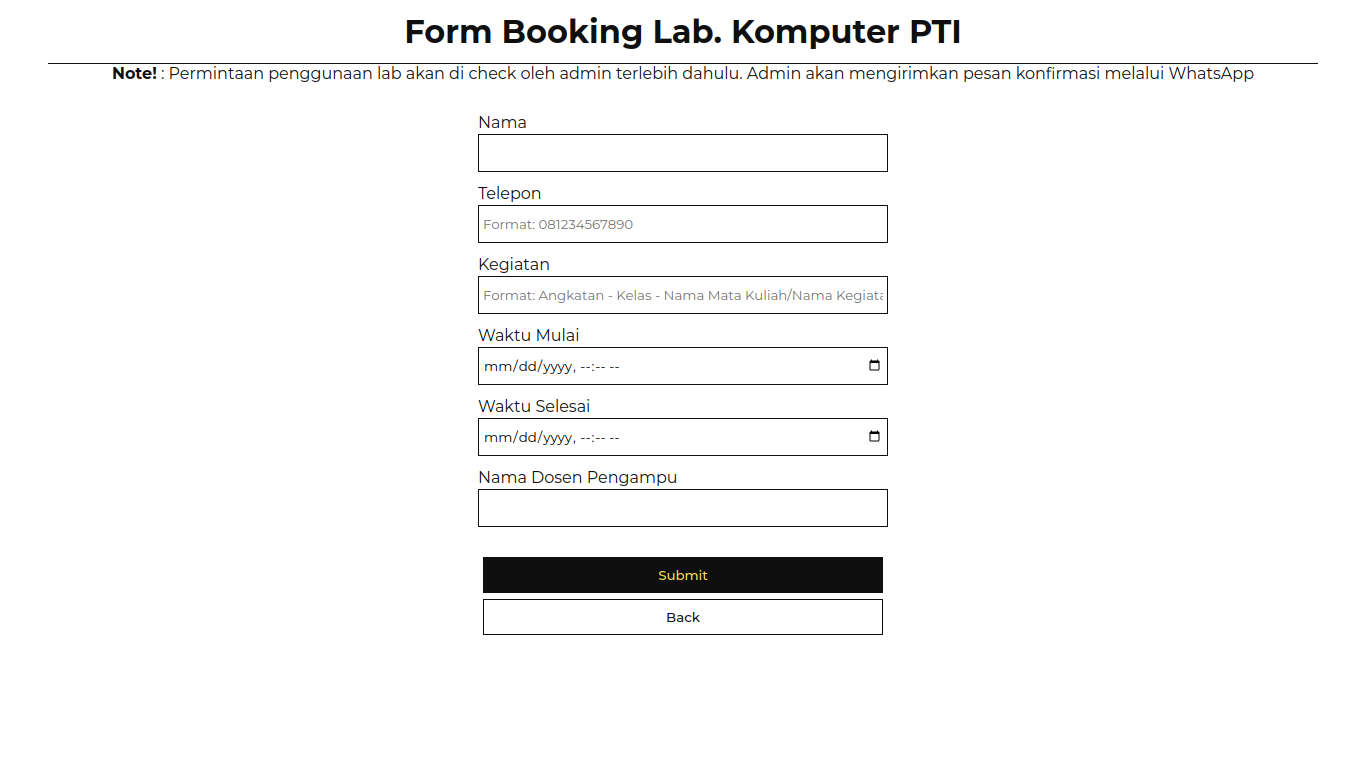 Form Booking Lab. Komputer PTI
Note! : Permintaan penggunaan lab akan di check oleh admin terlebih dahulu. Admin akan mengirimkan pesan konfirmasi melalui WhatsApp
Nama
Telepon
Format: 081234567890
Kegiatan
Format: Angkatan - Kelas - Nama Mata Kuliah/Nama Kegiata
Waktu Mulai
mm/dd/yyyy, --:-- --
Waktu Selesai
mm/dd/yyyy, --:-- --
Nama Dosen Pengampu
Submit
Back